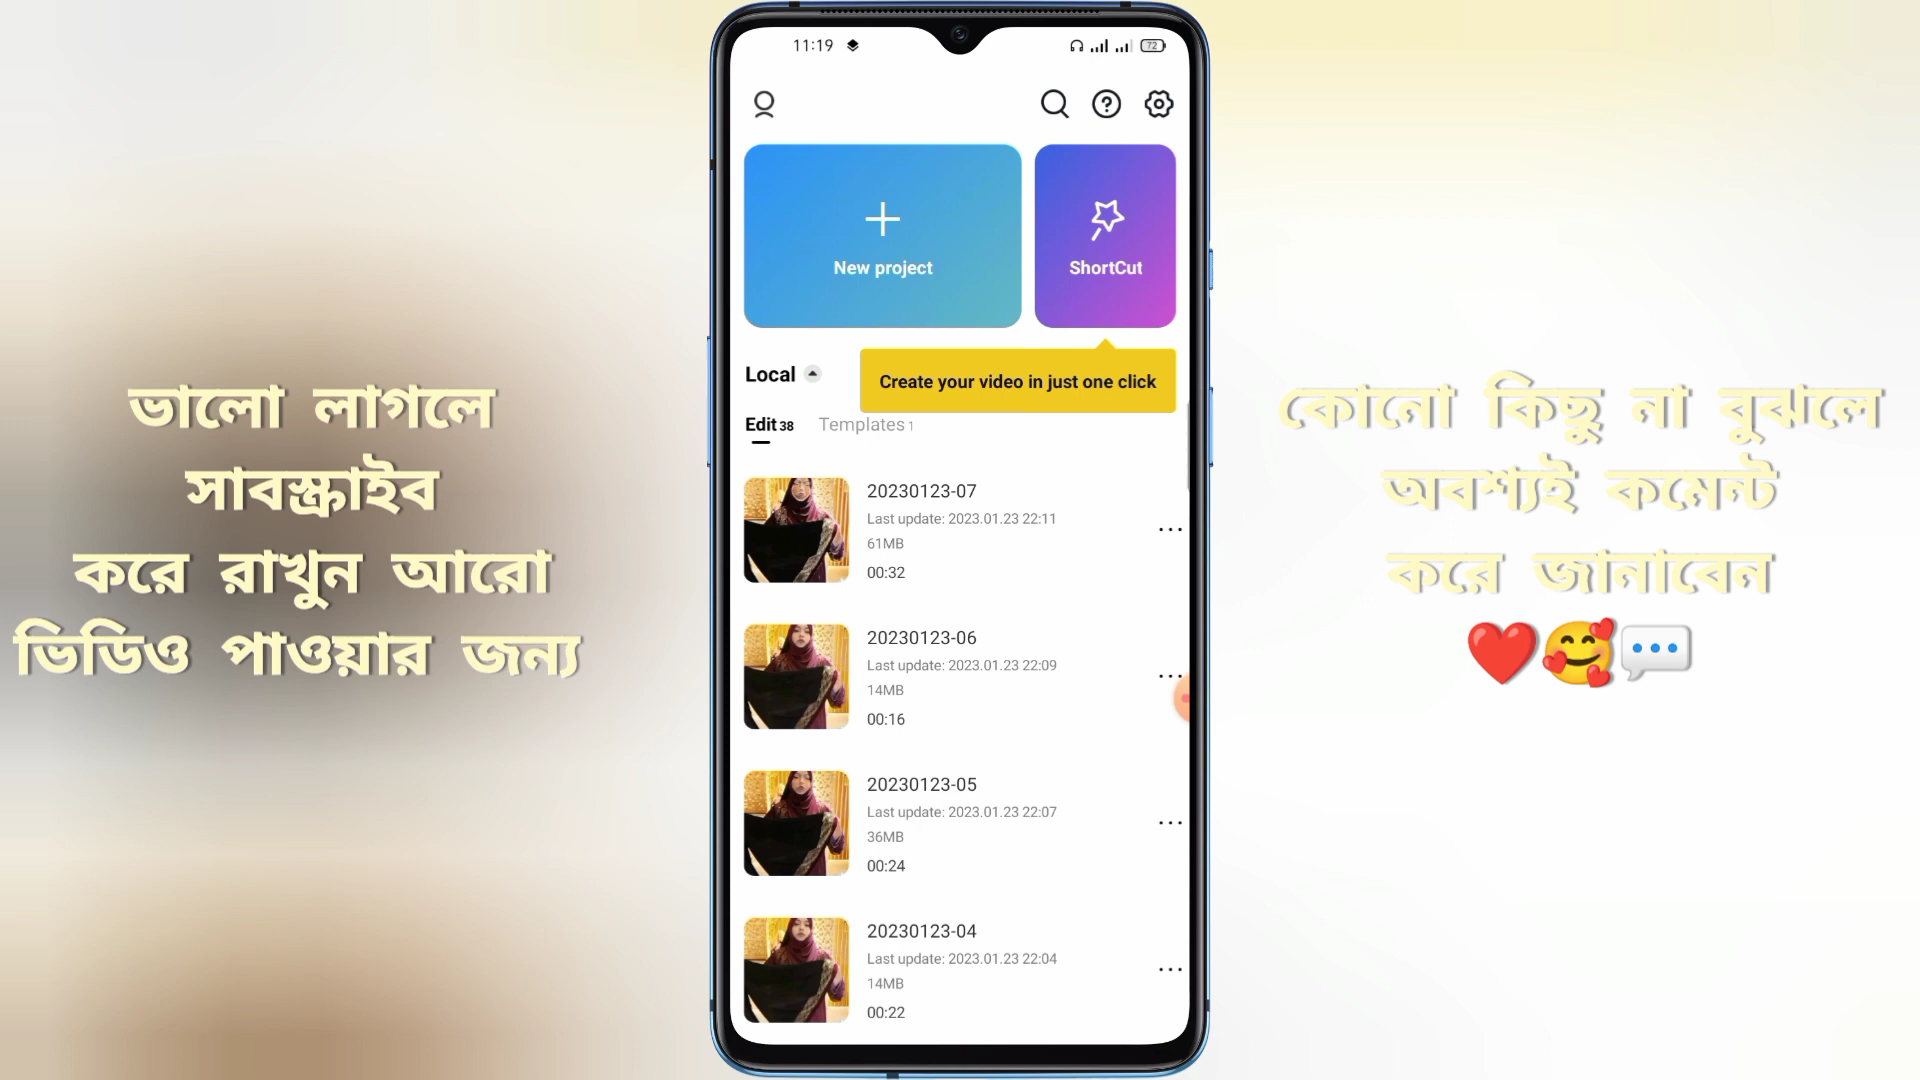 ভালো লাগলে
সাবস্ক্রাইব
করে রাখুন আরো
ভিডিও পাওয়ার জন্য
11:19
72
New project
ShortCut
Local
Create your video in just one click
Edit 38 Templates 1
20230123-07
Last update: 2023.01.23 22:11
61MB
00:32
20230123-06
Last update: 2023.01.23 22:09
14MB
00:16
20230123-05
Last update: 2023.01.23 22:07
36MB
00:24
20230123-04
Last update: 2023.01.23 22:04
14MB
00:22
কোনো কিছু না বুঝলে
অবশ্যই কমেন্ট
করে জানাবেন
❤️🥰💬